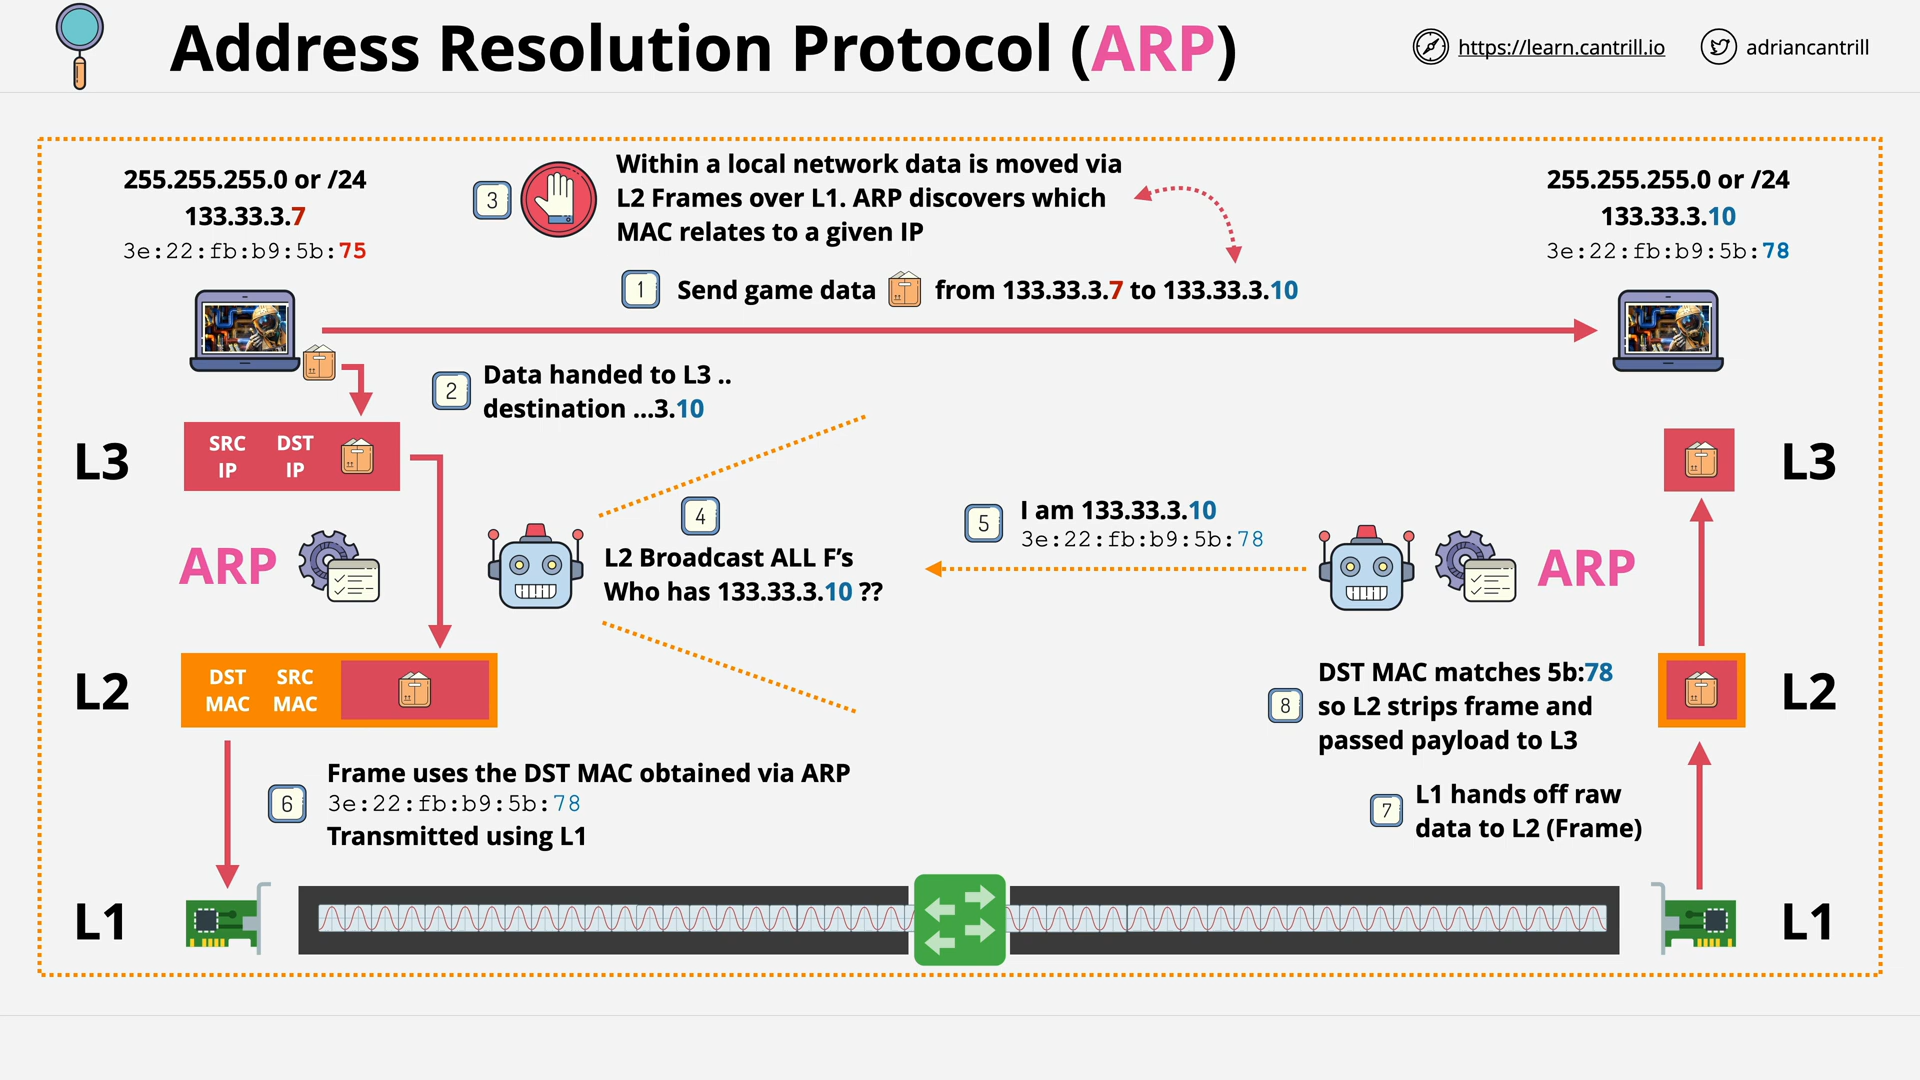 Address Resolution Protocol (ARP)
https://learn.cantrill.io
adriancantrill
255.255.255.0 or /24
133.33.3.7
3e:22:fb:b9:5b:75
3
Within a local network data is moved via
L2 Frames over L1. ARP discovers which
MAC relates to a given IP
255.255.255.0 or /24
133.33.3.10
3e:22:fb:b9:5b:78
1
Send game data from 133.33.3.7 to 133.33.3.10
2
Data handed to L3 ..
destination ...3.10
L3
SRC IP
DST IP
L3
ARP
4
L2 Broadcast ALL F's
Who has 133.33.3.10 ??
5
I am 133.33.3.10
3e:22:fb:b9:5b:78
ARP
L2
DST MAC
SRC MAC
8
DST MAC matches 5b:78
so L2 strips frame and
passed payload to L3
L2
6
Frame uses the DST MAC obtained via ARP
3e:22:fb:b9:5b:78
Transmitted using L1
7
L1 hands off raw
data to L2 (Frame)
L1
L1